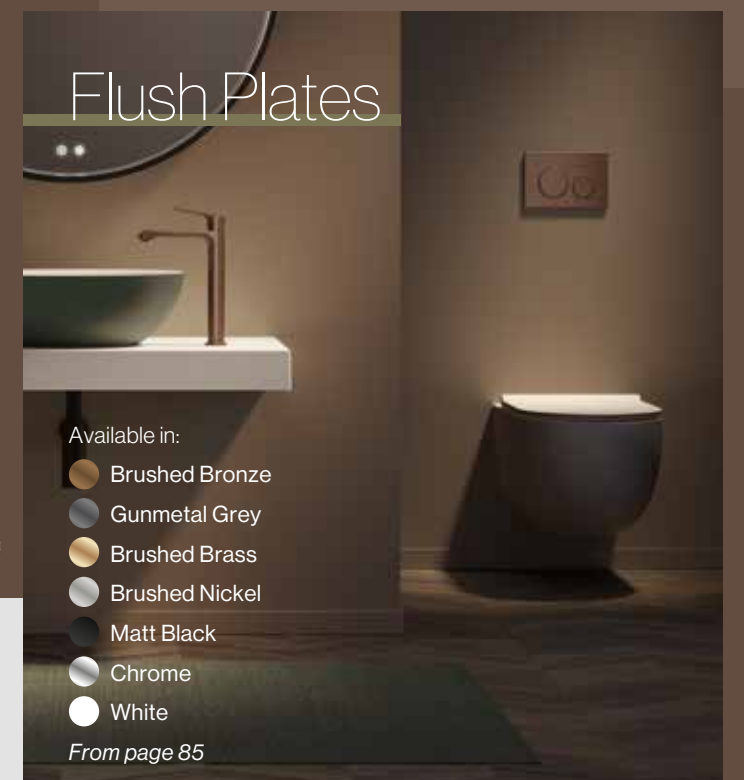 Flush Plates
Available in:
Brushed Bronze
Gunmetal Grey
Brushed Brass
Brushed Nickel
Matt Black
Chrome
White
From page 85